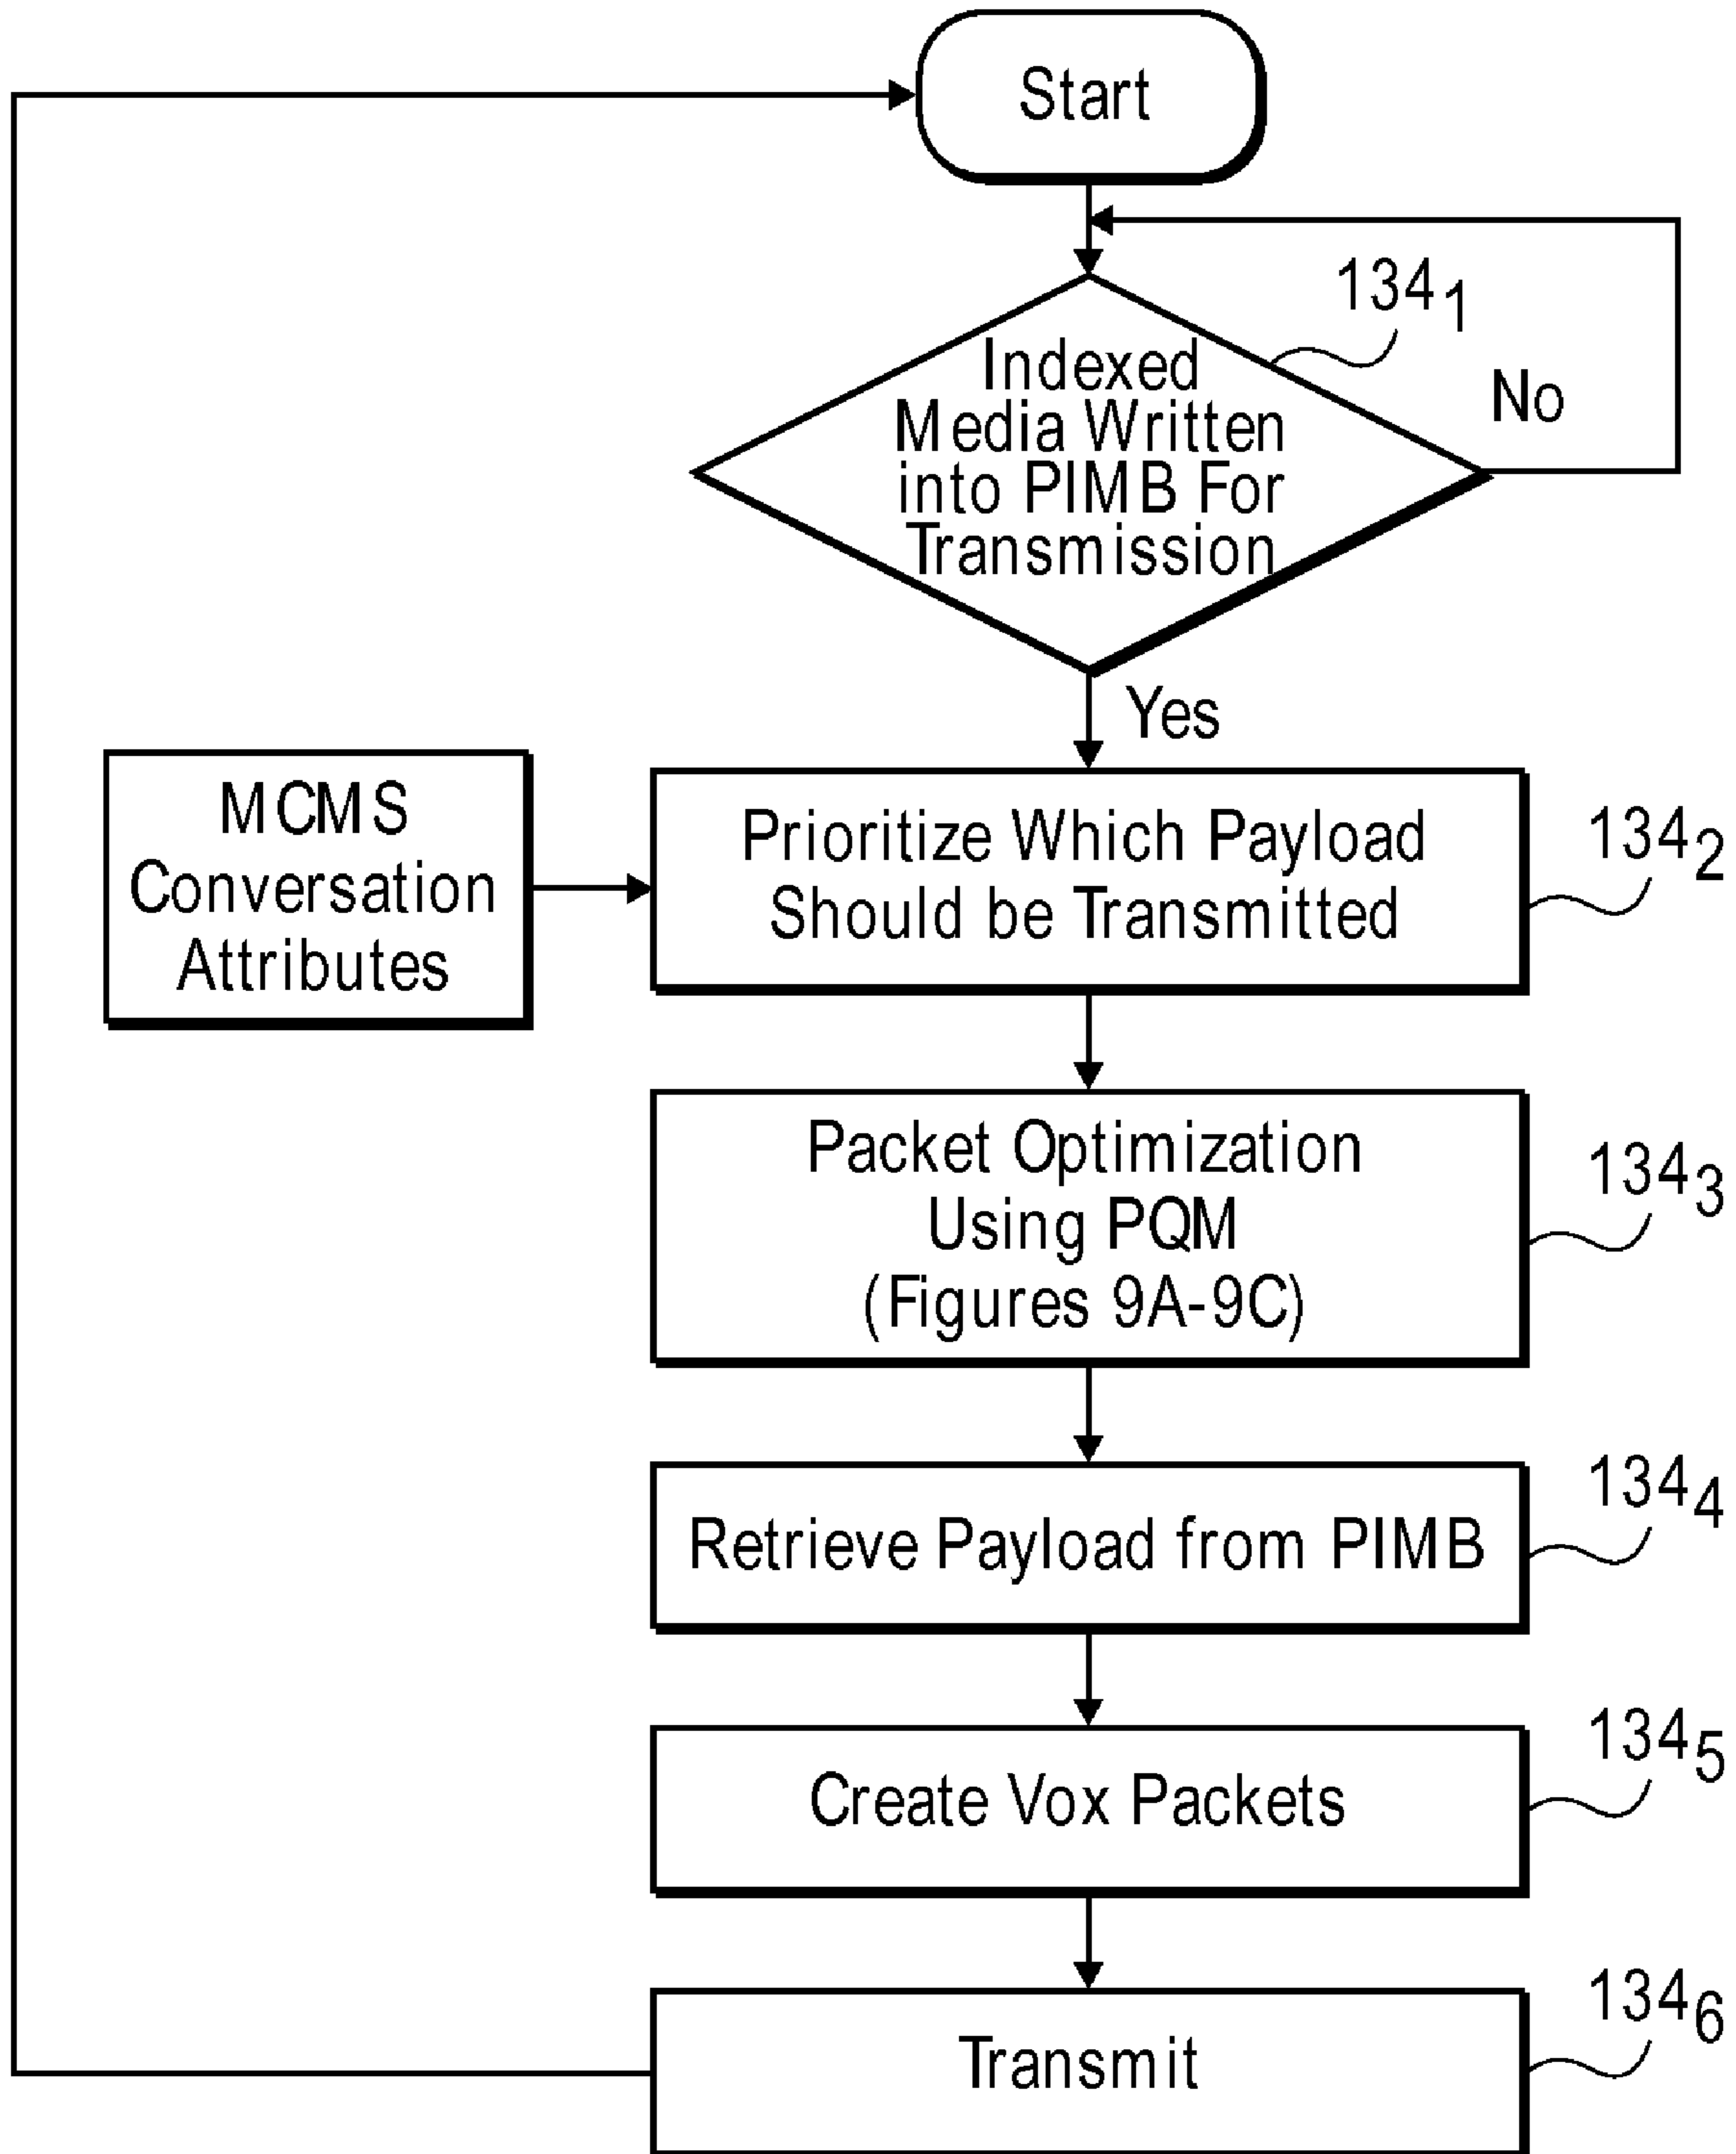 Start
134₁
Indexed
Media Written
into PIMB For
Transmission
No
Yes
MCMS
Conversation
Attributes
Prioritize Which Payload
Should be Transmitted
134₂
Packet Optimization
Using PQM
(Figures 9A-9C)
134₃
Retrieve Payload from PIMB
134₄
Create Vox Packets
134₅
Transmit
134₆